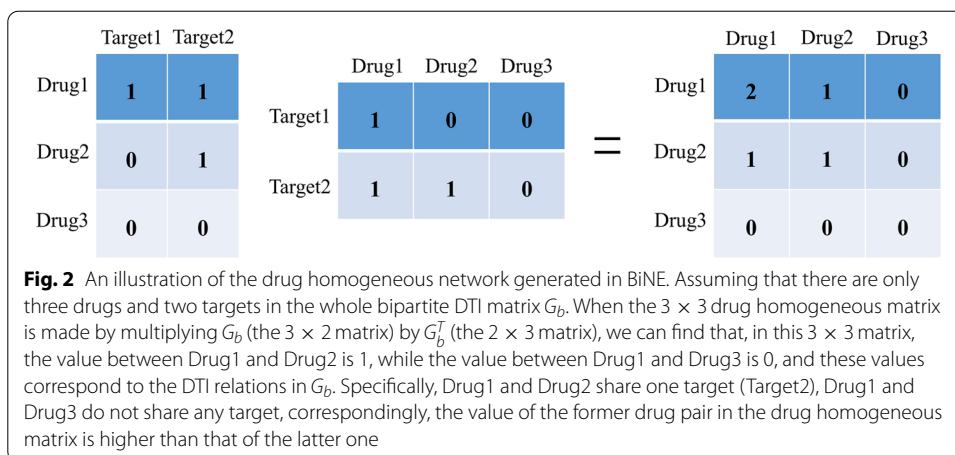 Target1 Target2
Drug1 1 1
Drug2 0 1
Drug3 0 0
Drug1 Drug2 Drug3
Target1 1 0 0
Target2 1 1 0
=
Drug1 Drug2 Drug3
Drug1 2 1 0
Drug2 1 1 0
Drug3 0 0 0
Fig. 2 An illustration of the drug homogeneous network generated in BiNE. Assuming that there are only
three drugs and two targets in the whole bipartite DTI matrix G_b. When the 3 × 3 drug homogeneous matrix
is made by multiplying G_b (the 3 × 2 matrix) by G_b^T (the 2 × 3 matrix), we can find that, in this 3 × 3 matrix,
the value between Drug1 and Drug2 is 1, while the value between Drug1 and Drug3 is 0, and these values
correspond to the DTI relations in G_b. Specifically, Drug1 and Drug2 share one target (Target2), Drug1 and
Drug3 do not share any target, correspondingly, the value of the former drug pair in the drug homogeneous
matrix is higher than that of the latter one